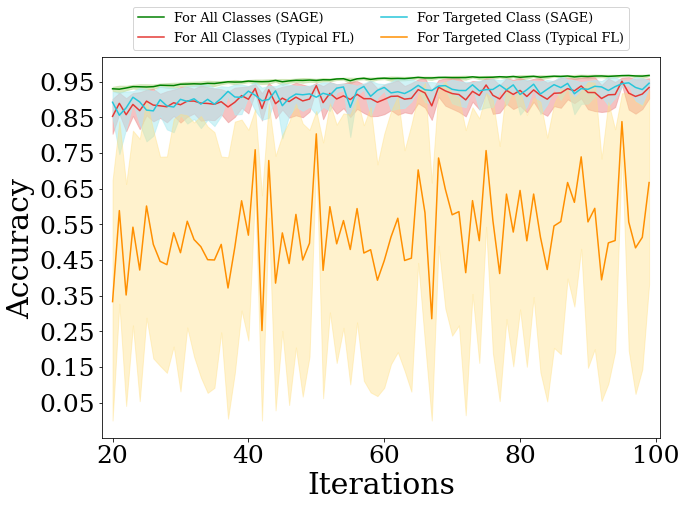 For All Classes (SAGE)
For All Classes (Typical FL)
For Targeted Class (SAGE)
For Targeted Class (Typical FL)
Accuracy
0.95
0.85
0.75
0.65
0.55
0.45
0.35
0.25
0.15
0.05
20 40 60 80 100
Iterations